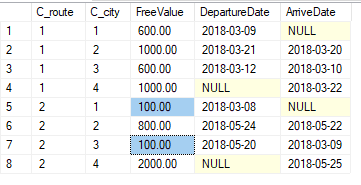 C_route C_city FreeValue DepartureDate ArriveDate
1 1 1 600.00 2018-03-09 NULL
2 1 2 1000.00 2018-03-21 2018-03-20
3 1 3 600.00 2018-03-12 2018-03-10
4 1 4 1000.00 NULL 2018-03-22
5 2 1 100.00 2018-03-08 NULL
6 2 2 800.00 2018-05-24 2018-05-22
7 2 3 100.00 2018-05-20 2018-03-09
8 2 4 2000.00 NULL 2018-05-25